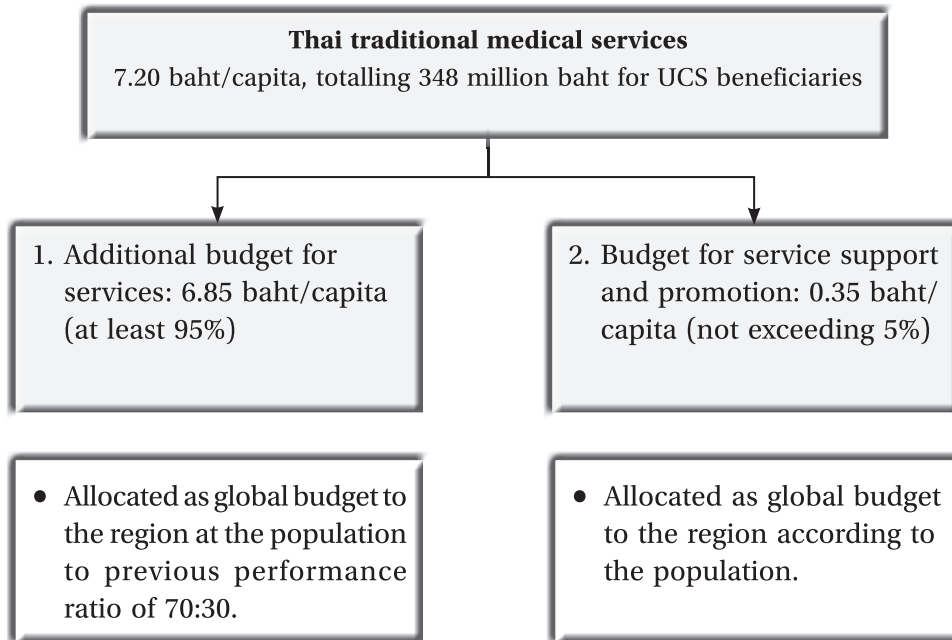 Thai traditional medical services
7.20 baht/capita, totalling 348 million baht for UCS beneficiaries
1. Additional budget for
services: 6.85 baht/capita
(at least 95%)
2. Budget for service support
and promotion: 0.35 baht/
capita (not exceeding 5%)
● Allocated as global budget to
the region at the population
to previous performance
ratio of 70:30.
● Allocated as global budget
to the region according to
the population.